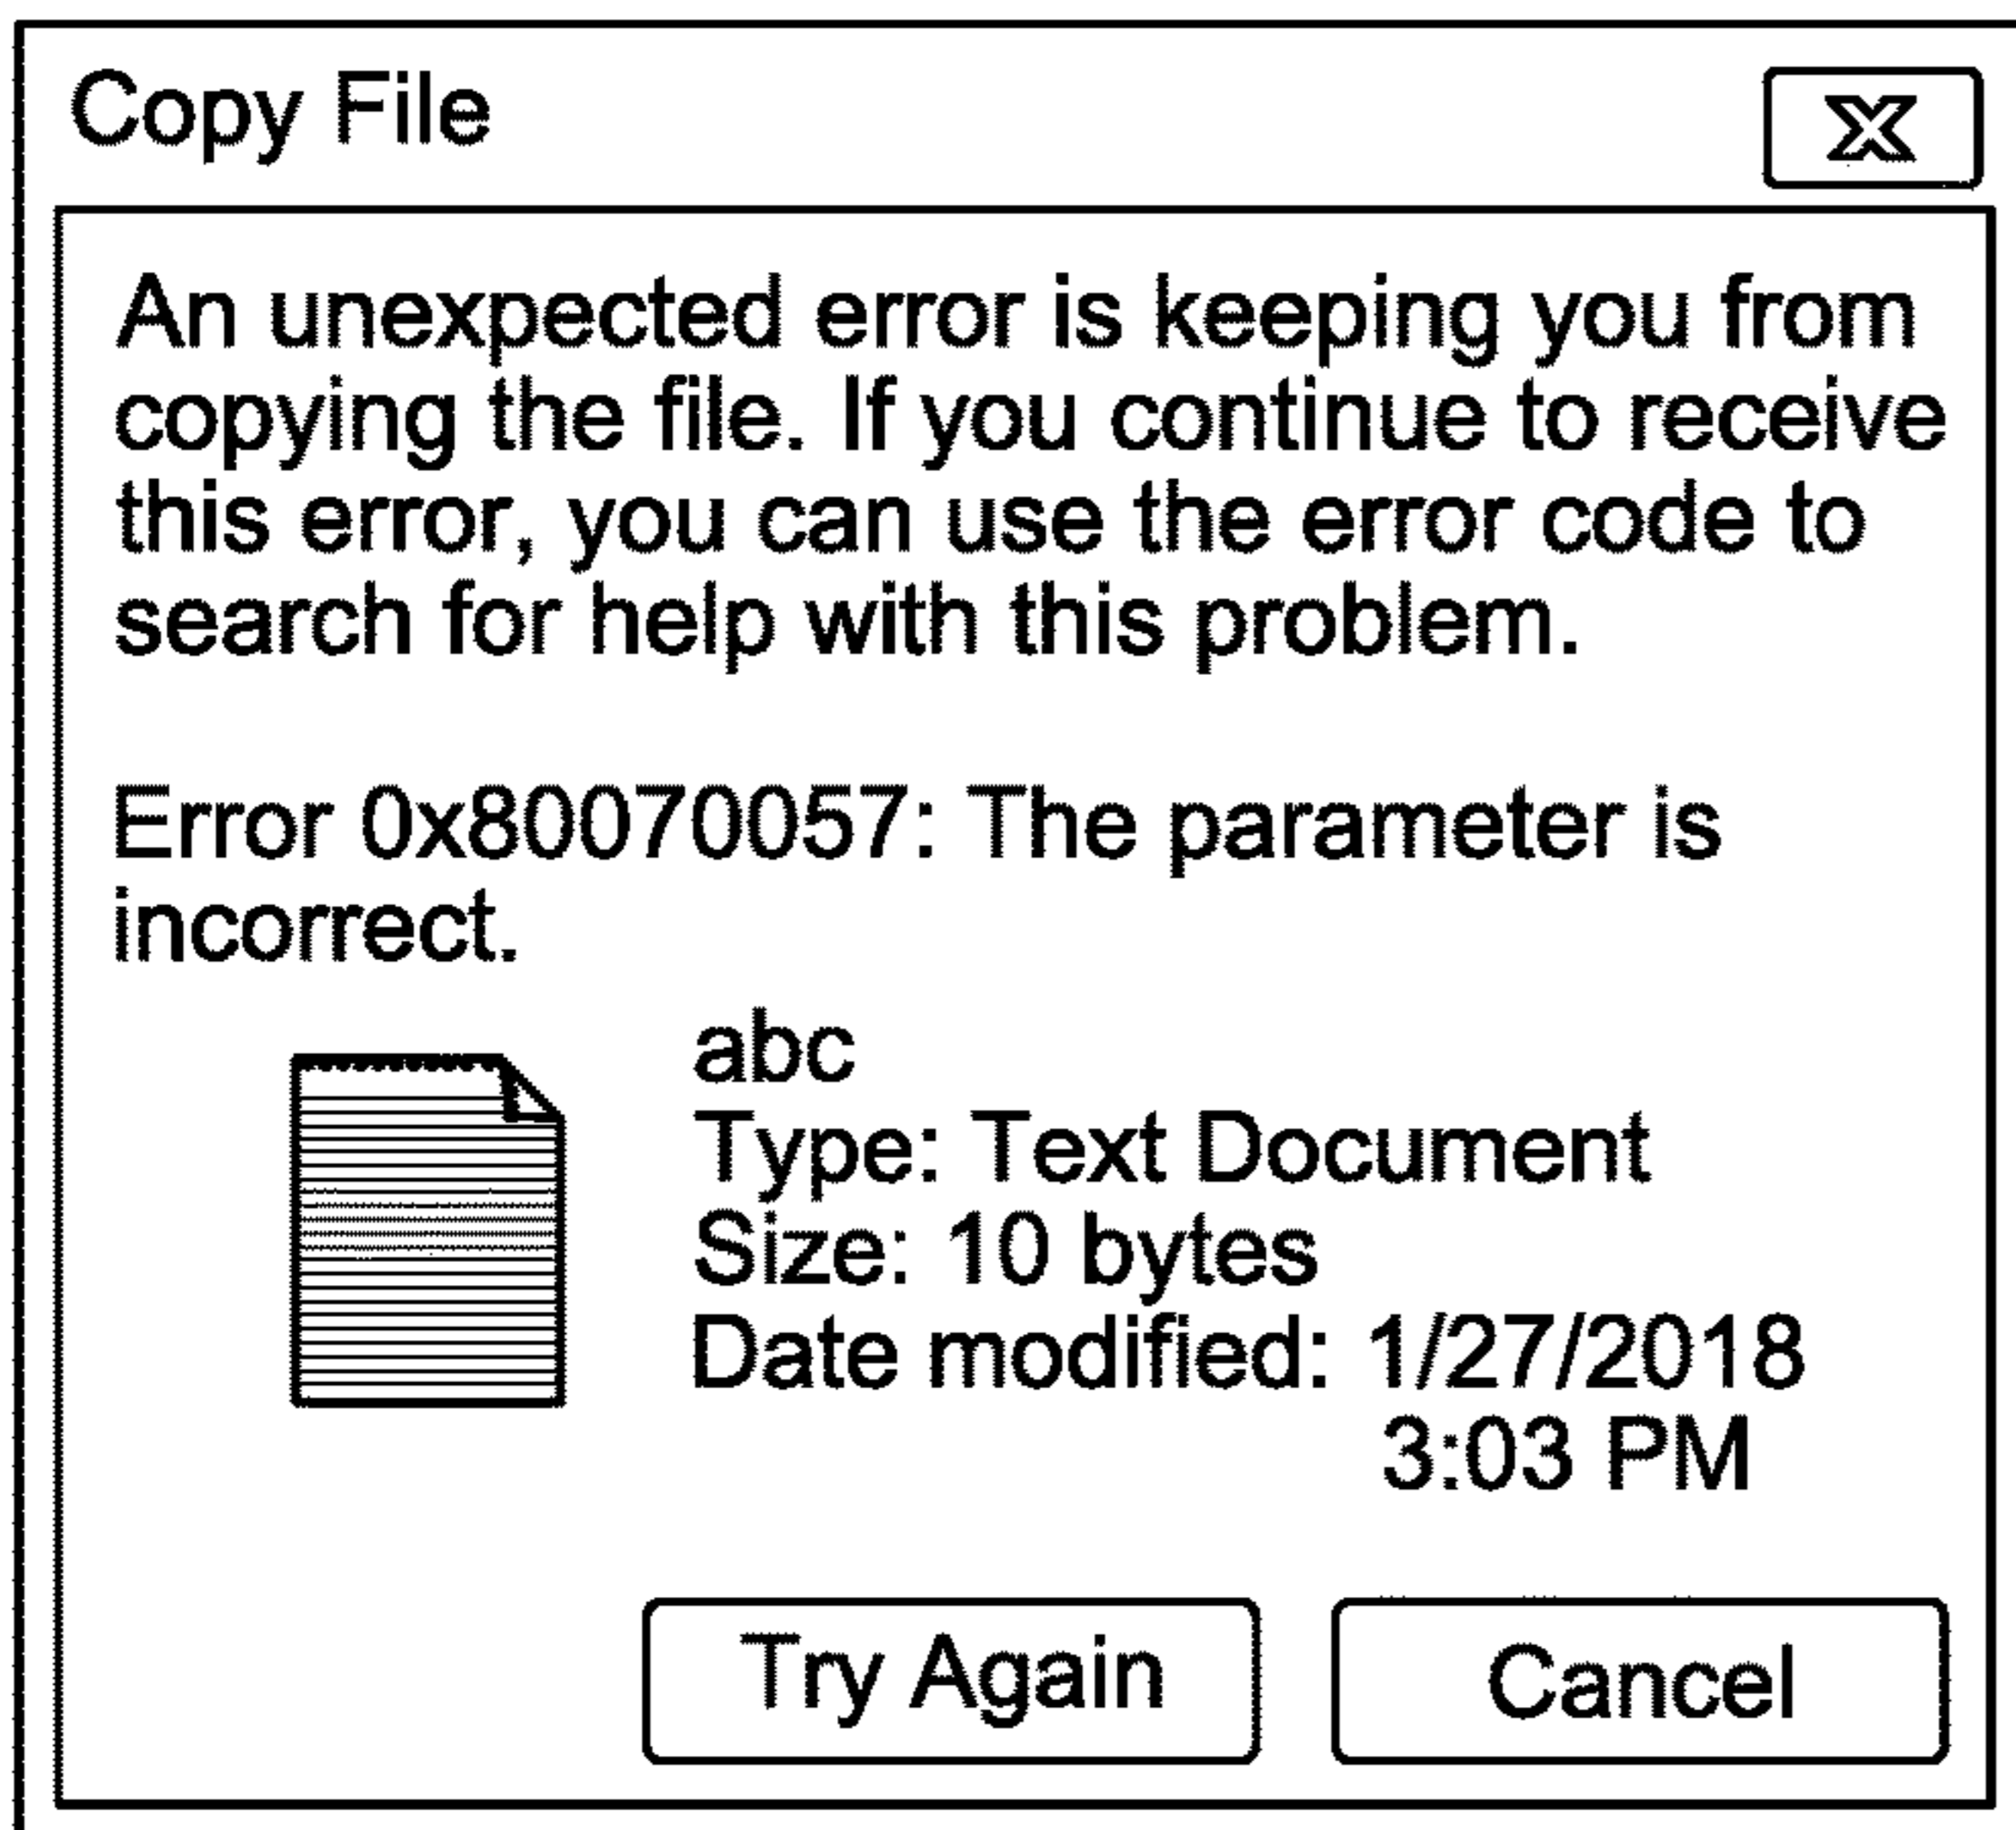 Copy File
X
An unexpected error is keeping you from
copying the file. If you continue to receive
this error, you can use the error code to
search for help with this problem.
Error 0x80070057: The parameter is
incorrect.
abc
Type: Text Document
Size: 10 bytes
Date modified: 1/27/2018
3:03 PM
Try Again
Cancel